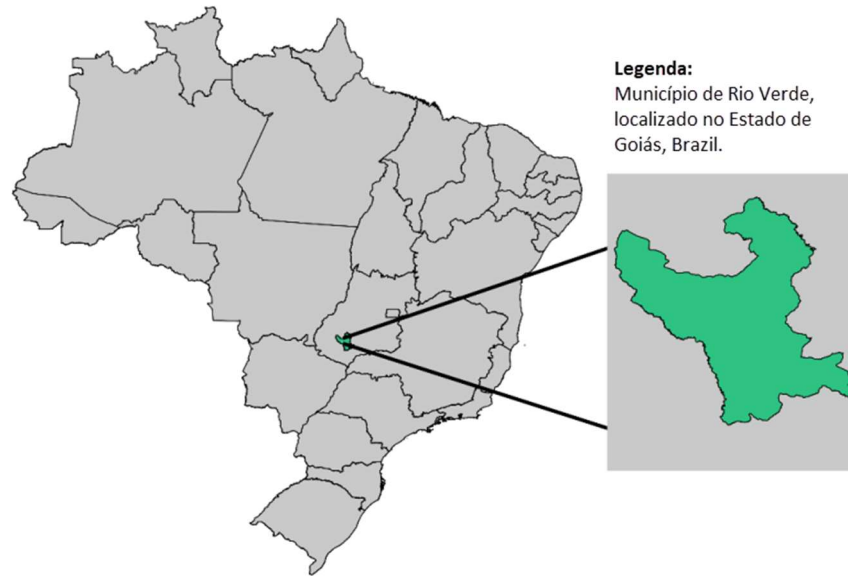 Legenda:
Município de Rio Verde,
localizado no Estado de
Goiás, Brazil.